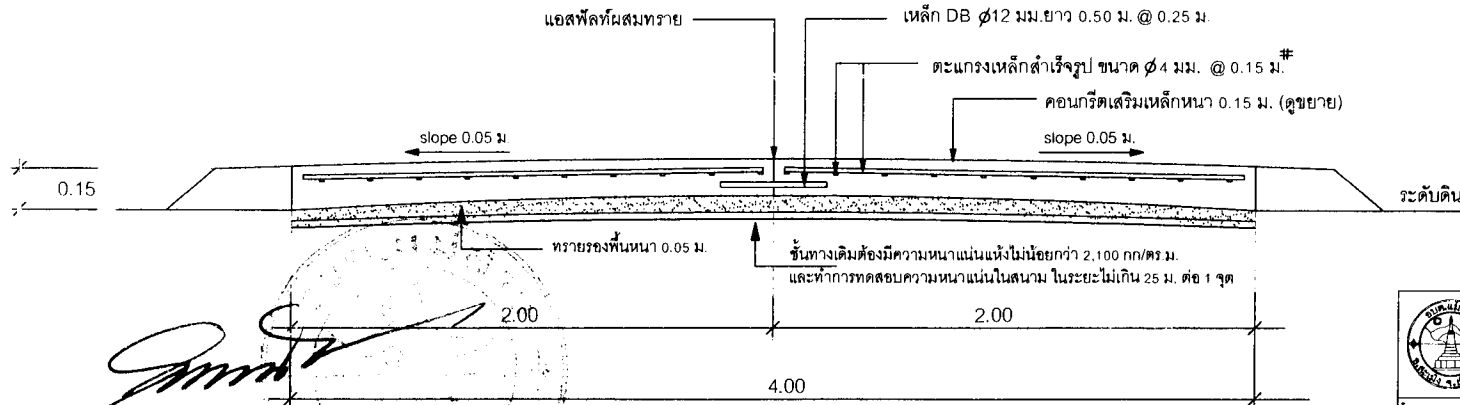 แอสฟัลท์ผสมทราย
เหล็ก DB ⌀12 มม.ยาว 0.50 ม. @ 0.25 ม.
ตะแกรงเหล็กสำเร็จรูป ขนาด ⌀4 มม. @ 0.15 ม.#
คอนกรีตเสริมเหล็กหนา 0.15 ม. (ดูขยาย)
slope 0.05 ม
slope 0.05 ม.
0.15
ระดับดิน
ทรายรองพื้นหนา 0.05 ม.
ชั้นทางเดิมต้องมีความหนาแน่นแห้งไม่น้อยกว่า 2,100 กก/ตร.ม.
และทำการทดสอบความหนาแน่นในสนาม ในระยะไม่เกิน 25 ม. ต่อ 1 จุด
2.00
2.00
4.00